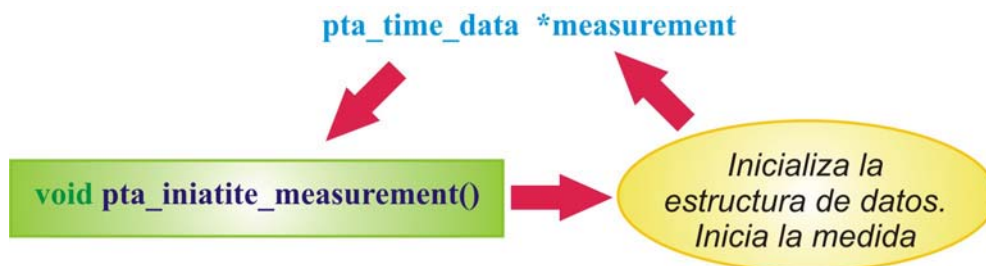 pta_time_data *measurement
void pta_iniatite_measurement()
Inicializa la
estructura de datos.
Inicia la medida